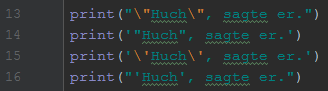 13 print("\"Huch\", sagte er.")
14 print('"Huch", sagte er.')
15 print('\'Huch\', sagte er.')
16 print("'Huch', sagte er.")